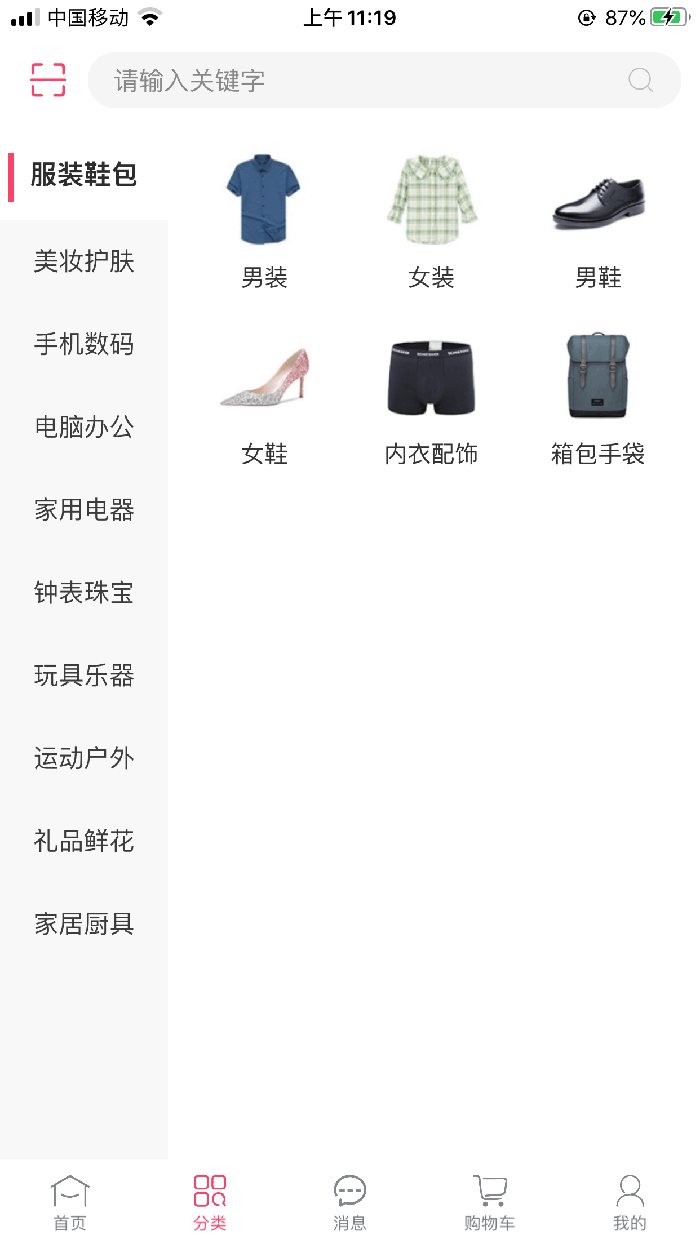 中国移动 上午 11:19 87%
请输入关键字
服装鞋包
美妆护肤
手机数码
电脑办公
家用电器
钟表珠宝
玩具乐器
运动户外
礼品鲜花
家居厨具
男装 女装 男鞋
女鞋 内衣配饰 箱包手袋
首页 分类 消息 购物车 我的